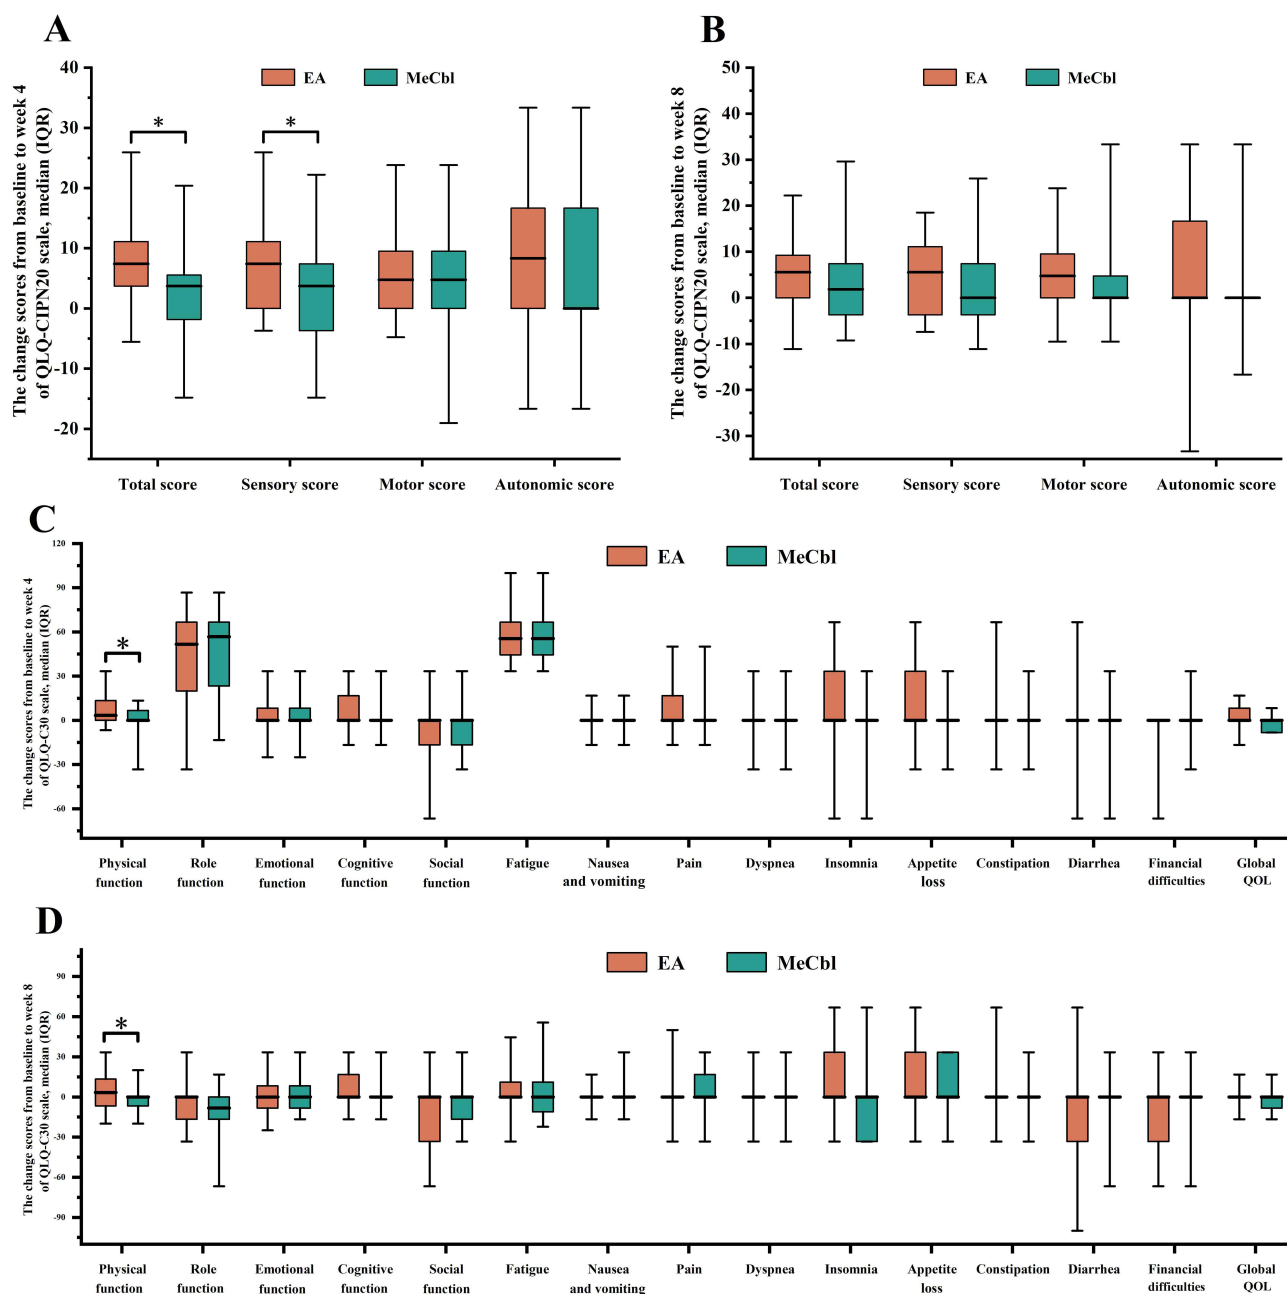 A
The change scores from baseline to week 4
of QLQ-CIPN20 scale, median (IQR)
40
30
20
10
0
-10
-20
EA
MeCbl
*
*
Total score
Sensory score
Motor score
Autonomic score
B
The change scores from baseline to week 8
of QLQ-CIPN20 scale, median (IQR)
50
40
30
20
10
0
-10
-20
-30
EA
MeCbl
Total score
Sensory score
Motor score
Autonomic score
C
The change scores from baseline to week 4
of QLQ-C30 scale, median (IQR)
120
90
60
30
0
-30
-60
EA
MeCbl
*
Physical
function
Role
function
Emotional
function
Cognitive
function
Social
function
Fatigue
Nausea
and vomiting
Pain
Dyspnea
Insomnia
Appetite
loss
Constipation
Diarrhea
Financial
difficulties
Global
QOL
D
The change scores from baseline to week 8
of QLQ-C30 scale, median (IQR)
90
60
30
0
-30
-60
-90
EA
MeCbl
*
Physical
function
Role
function
Emotional
function
Cognitive
function
Social
function
Fatigue
Nausea
and vomiting
Pain
Dyspnea
Insomnia
Appetite
loss
Constipation
Diarrhea
Financial
difficulties
Global
QOL